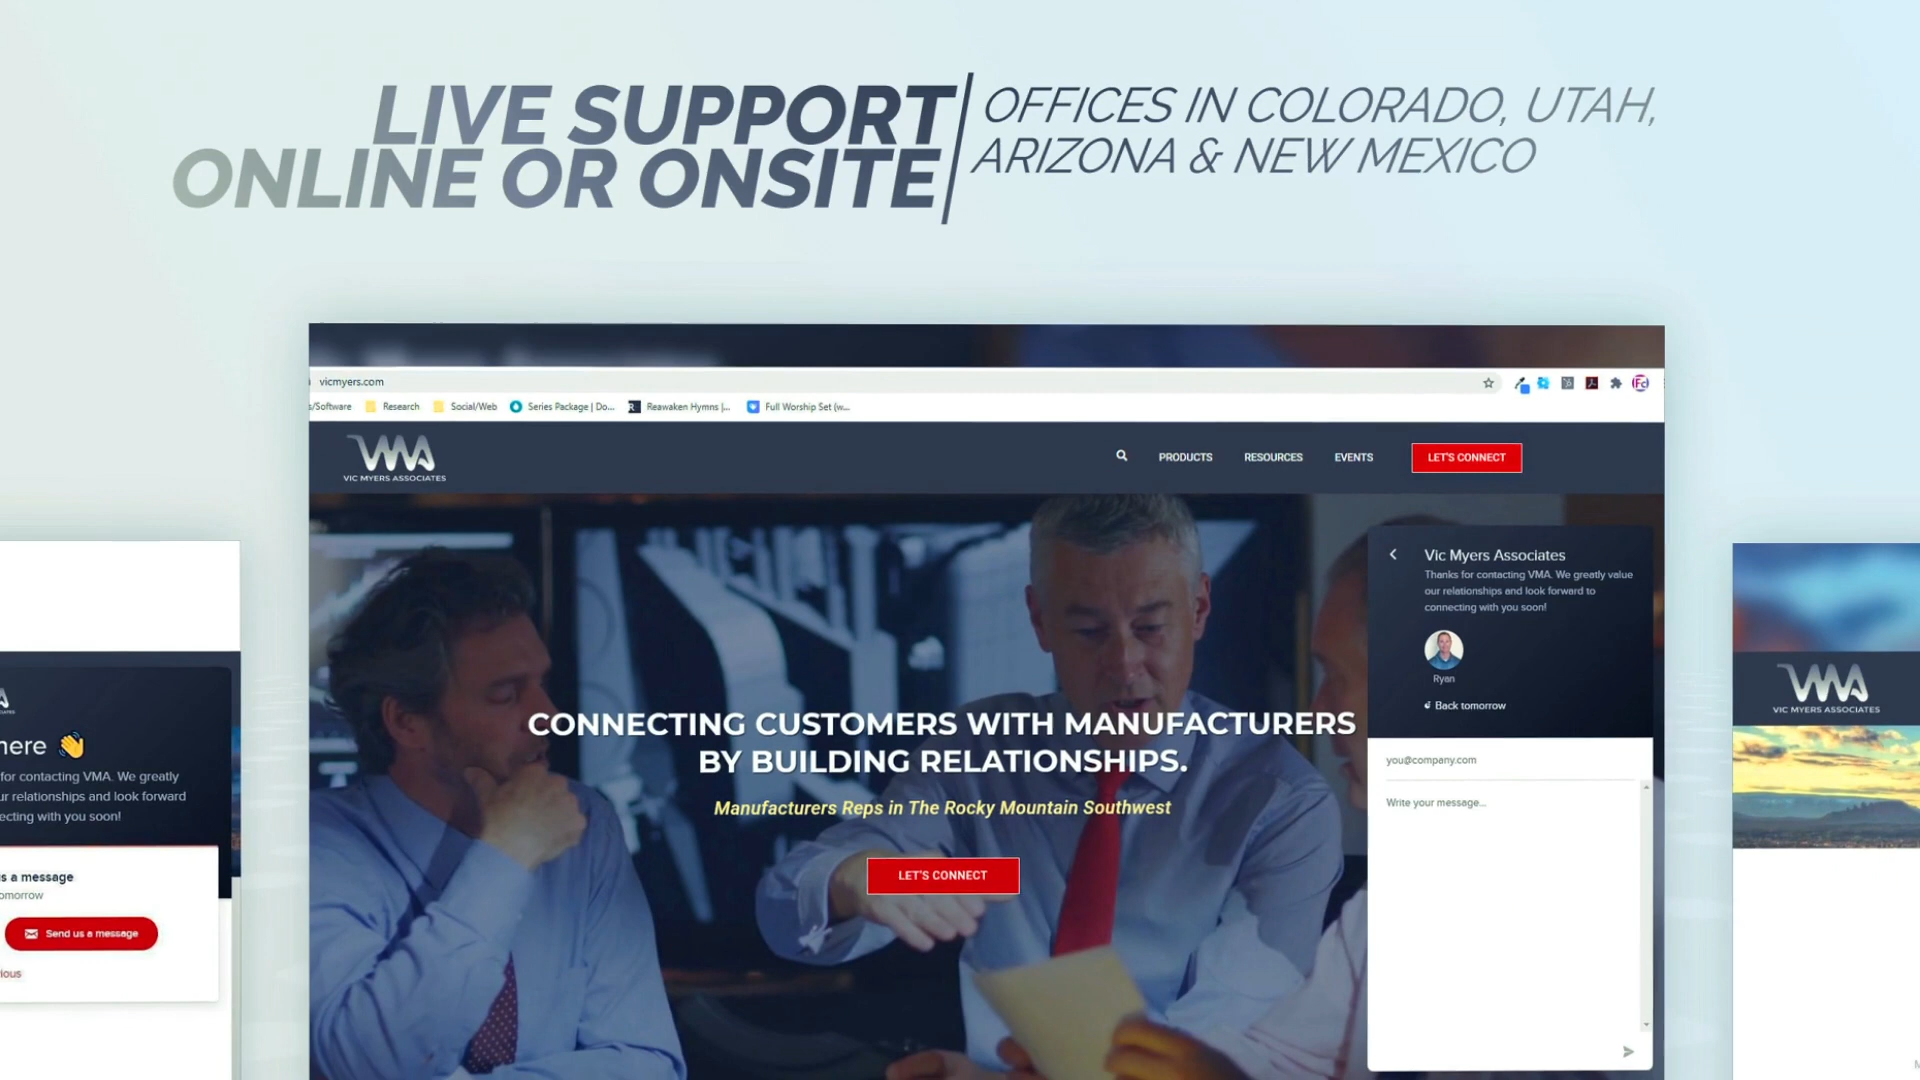 LIVE SUPPORT
ONLINE OR ONSITE
OFFICES IN COLORADO, UTAH,
ARIZONA & NEW MEXICO
vicmyers.com
s/Software Research Social/Web Series Package | Do... Reawaken Hymns |... Full Worship Set (w...
VMA
VIC MYERS ASSOCIATES
PRODUCTS RESOURCES EVENTS LET'S CONNECT
CONNECTING CUSTOMERS WITH MANUFACTURERS
BY BUILDING RELATIONSHIPS.
Manufacturers Reps in The Rocky Mountain Southwest
LET'S CONNECT
Vic Myers Associates
Thanks for contacting VMA. We greatly value
our relationships and look forward to
connecting with you soon!
Ryan
Back tomorrow
you@company.com
Write your message...
here 👋
for contacting VMA. We greatly
ur relationships and look forward
ecting with you soon!
s a message
omorrow
Send us a message
ious
VMA
VIC MYERS ASSOCIATES